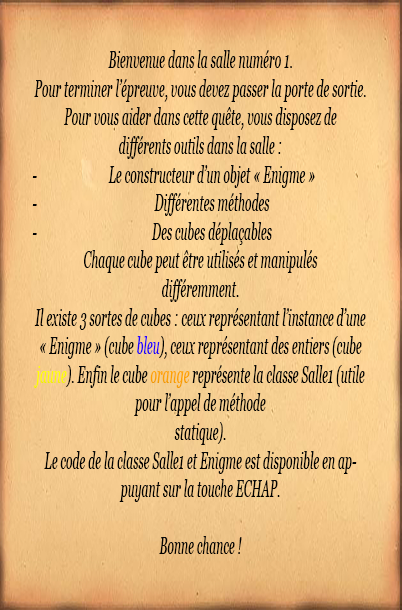 Bienvenue dans la salle numéro 1.
Pour terminer l'épreuve, vous devez passer la porte de sortie.
Pour vous aider dans cette quête, vous disposez de
différents outils dans la salle :
- Le constructeur d'un objet « Enigme »
- Différentes méthodes
- Des cubes déplaçables
Chaque cube peut être utilisés et manipulés
différemment.
Il existe 3 sortes de cubes : ceux représentant l'instance d'une
« Enigme » (cube bleu), ceux représentant des entiers (cube
jaune). Enfin le cube orange représente la classe Salle1 (utile
pour l'appel de méthode
statique).
Le code de la classe Salle1 et Enigme est disponible en ap-
puyant sur la touche ECHAP.
Bonne chance !